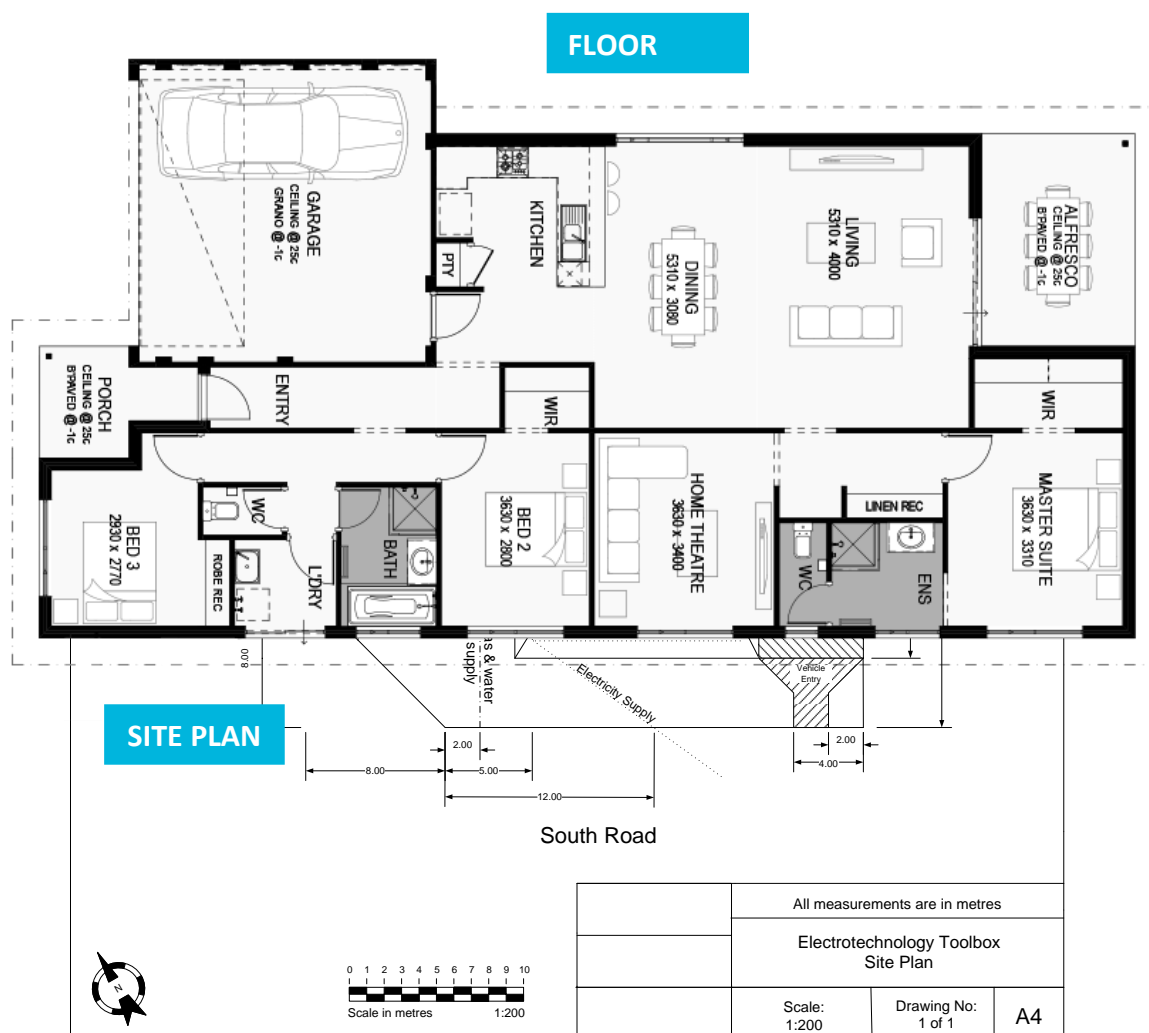 FLOOR
GARAGE
CEILING @ 25c
GRANO @ -1c
KITCHEN
PTY
DINING
5310 x 3080
LIVING
5310 x 4000
ALFRESCO
CEILING @ 25c
B'PAVED @ -1c
PORCH
CEILING @ 25c
B'PAVED @ -1c
ENTRY
WIR
WIR
BED 3
2930 x 2770
ROBE REC
WC
L'DRY
BATH
BED 2
3630 x 2800
HOME THEATRE
3630 x 3400
LINEN REC
WC
ENS
MASTER SUITE
3630 x 3310
8.00
as & water
supply
Electricity Supply
Vehicle
Entry
SITE PLAN
2.00
2.00
8.00
5.00
4.00
12.00
South Road
All measurements are in metres
Electrotechnology Toolbox
Site Plan
N
0 1 2 3 4 5 6 7 8 9 10
Scale in metres
1:200
Scale:
1:200
Drawing No:
1 of 1
A4